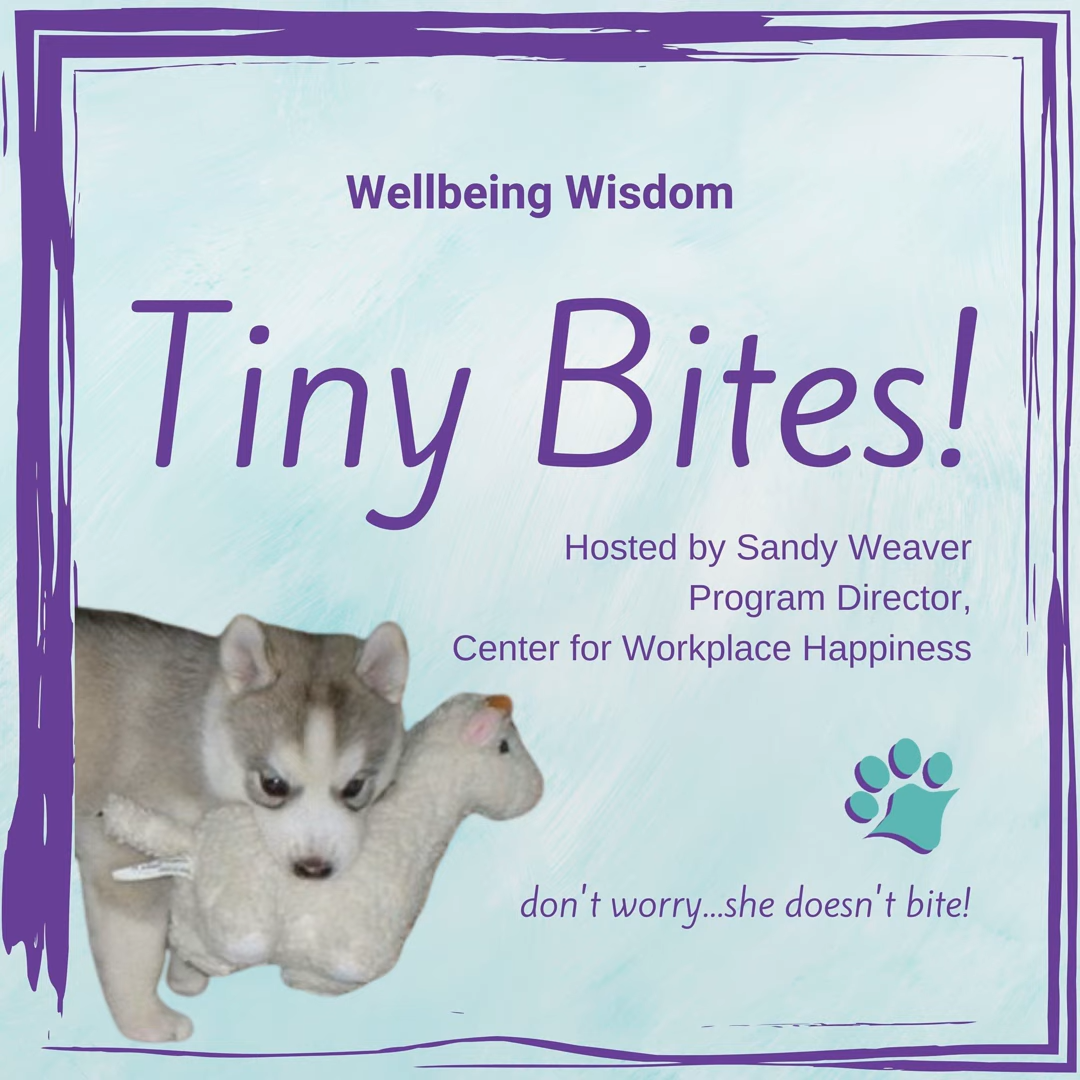 Wellbeing Wisdom
Tiny Bites!
Hosted by Sandy Weaver
Program Director,
Center for Workplace Happiness
don't worry...she doesn't bite!